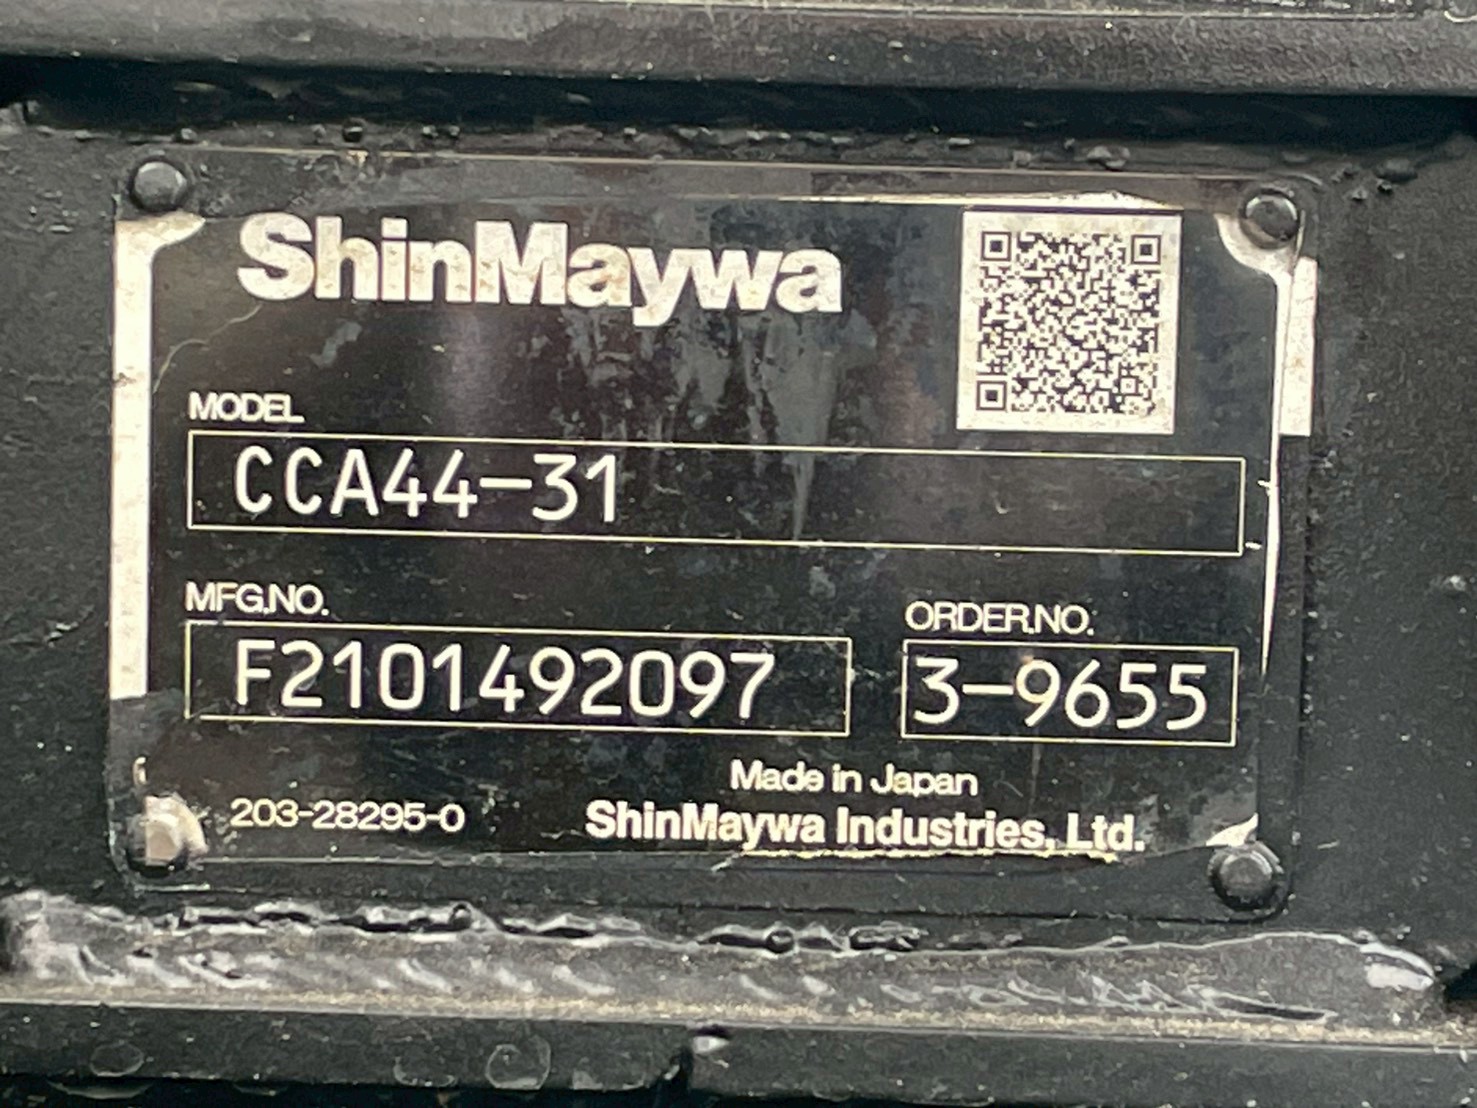 ShinMaywa
MODEL
CCA44-31
MFG.NO.
F2101492097
ORDER.NO.
3-9655
Made in Japan
203-28295-0
ShinMaywa Industries, Ltd.